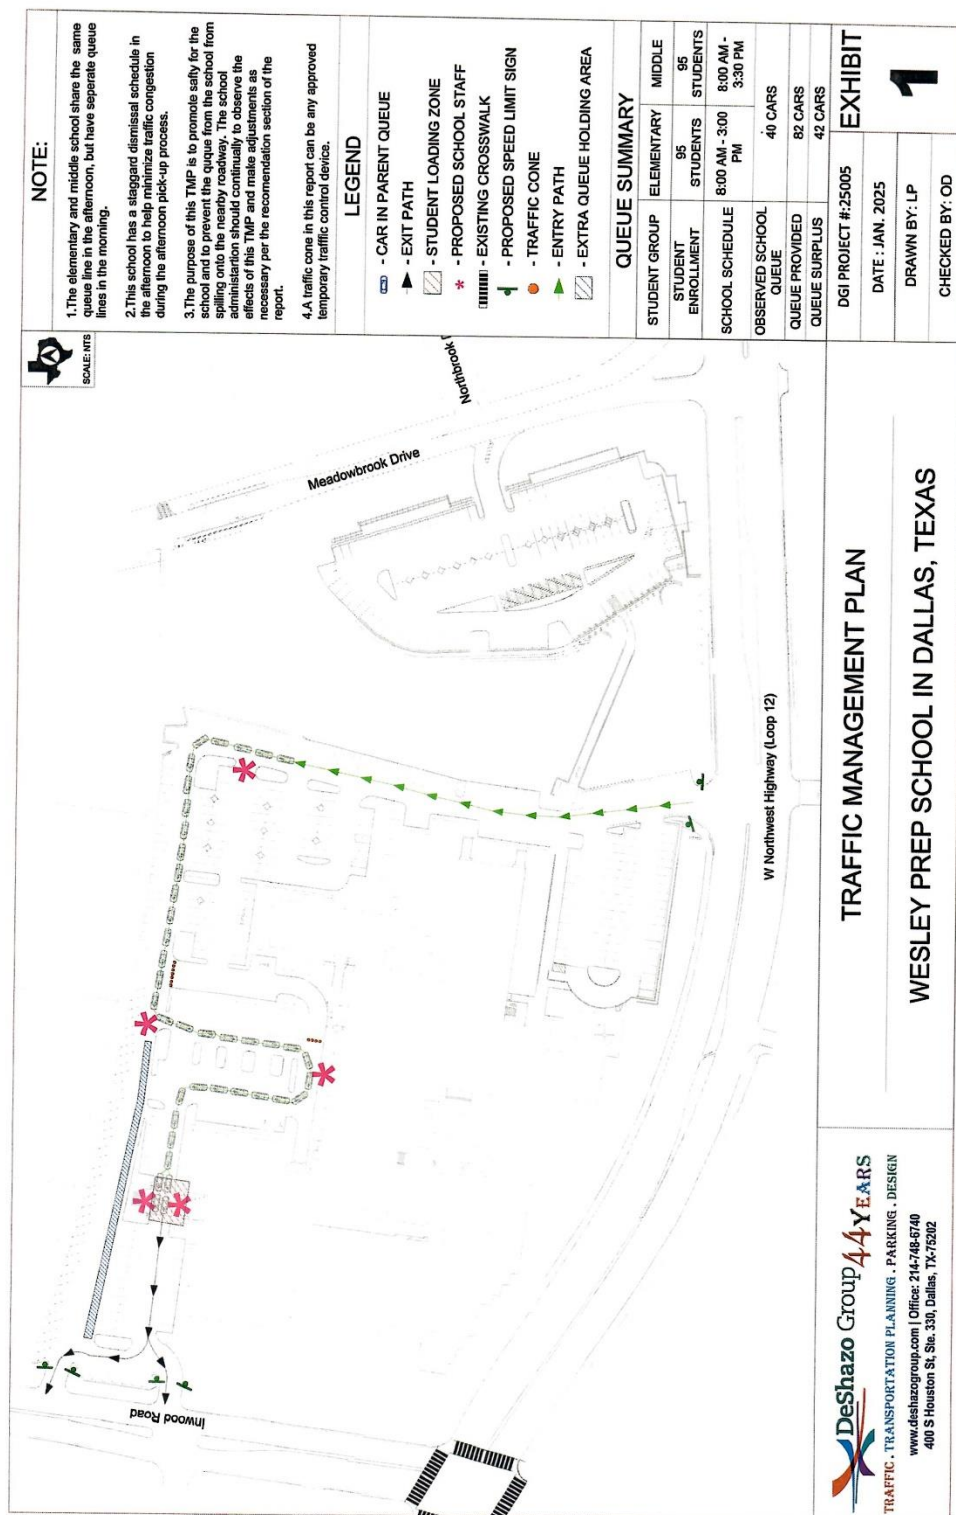 NOTE:
1.The elementary and middle school share the same
queue line in the afternoon, but have seperate queue
lines in the morning.
2.This school has a staggard dismissal schedule in
the afternoon to help minimize traffic congestion
during the afternoon pick-up process.
3.The purpose of this TMP is to promote safty for the
school and to prevent the quque from the school from
spilling onto the nearby roadway. The school
administartion should continually to observe the
effects of this TMP and make adjustments as
necessary per the recomendation section of the
report.
4.A traffic cone in this report can be any approved
temporary traffic control device.
LEGEND
- CAR IN PARENT QUEUE
- EXIT PATH
- STUDENT LOADING ZONE
- PROPOSED SCHOOL STAFF
- EXISTING CROSSWALK
- PROPOSED SPEED LIMIT SIGN
- TRAFFIC CONE
- ENTRY PATH
- EXTRA QUEUE HOLDING AREA
QUEUE SUMMARY
STUDENT GROUP ELEMENTARY MIDDLE
STUDENT ENROLLMENT 95 STUDENTS 95 STUDENTS
SCHOOL SCHEDULE 8:00 AM - 3:00 PM 8:00 AM - 3:30 PM
OBSERVED SCHOOL QUEUE 40 CARS
QUEUE PROVIDED 82 CARS
QUEUE SURPLUS 42 CARS
DGI PROJECT #:25005
DATE : JAN. 2025
DRAWN BY: LP
CHECKED BY: OD
EXHIBIT
1
SCALE: NTS
Meadowbrook Drive
Northbrook
W Northwest Highway (Loop 12)
Inwood Road
TRAFFIC MANAGEMENT PLAN
WESLEY PREP SCHOOL IN DALLAS, TEXAS
DeShazo Group 44 YEARS
TRAFFIC . TRANSPORTATION PLANNING . PARKING . DESIGN
www.deshazogroup.com | Office: 214-748-6740
400 S Houston St, Ste. 330, Dallas, TX-75202